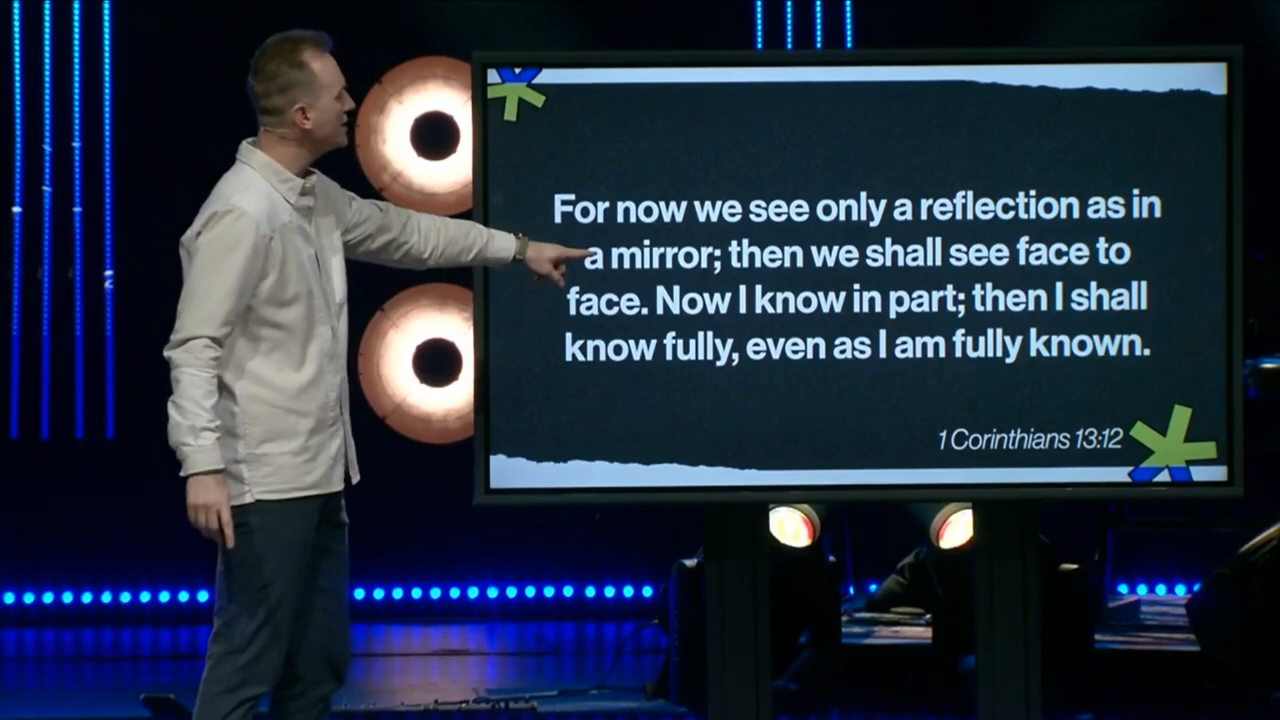 For now we see only a reflection as in
a mirror; then we shall see face to
face. Now I know in part; then I shall
know fully, even as I am fully known.
1 Corinthians 13:12